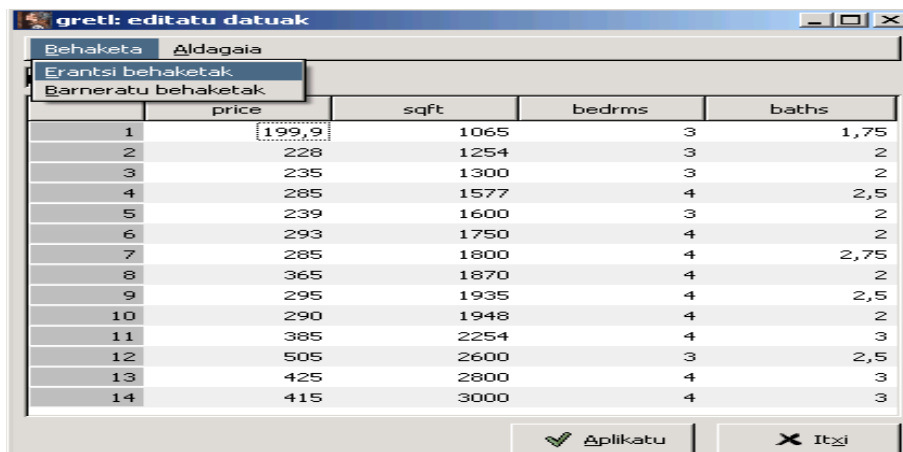 gretl: editatu datuak
Behaketa Aldagaia
Erantsi behaketak
Barneratu behaketak
price sqft bedrms baths
1 199,9 1065 3 1,75
2 228 1254 3 2
3 235 1300 3 2
4 285 1577 4 2,5
5 239 1600 3 2
6 293 1750 4 2
7 285 1800 4 2,75
8 365 1870 4 2
9 295 1935 4 2,5
10 290 1948 4 2
11 385 2254 4 3
12 505 2600 3 2,5
13 425 2800 4 3
14 415 3000 4 3
Aplikatu Itxi